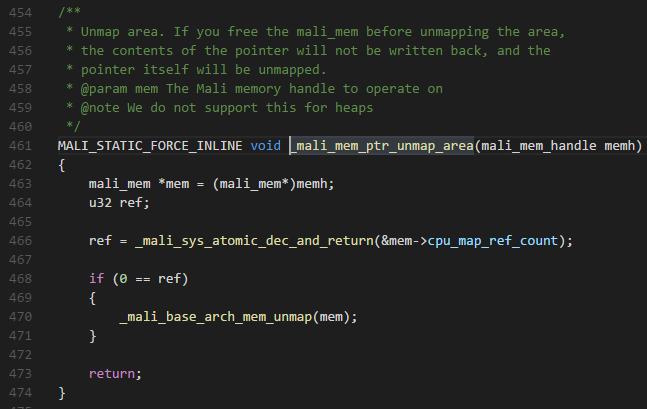 454 /**
455  * Unmap area. If you free the mali_mem before unmapping the area,
456  * the contents of the pointer will not be written back, and the
457  * pointer itself will be unmapped.
458  * @param mem The Mali memory handle to operate on
459  * @note We do not support this for heaps
460  */
461 MALI_STATIC_FORCE_INLINE void _mali_mem_ptr_unmap_area(mali_mem_handle memh)
462 {
463     mali_mem *mem = (mali_mem*)memh;
464     u32 ref;
465
466     ref = _mali_sys_atomic_dec_and_return(&mem->cpu_map_ref_count);
467
468     if (0 == ref)
469     {
470         _mali_base_arch_mem_unmap(mem);
471     }
472
473     return;
474 }